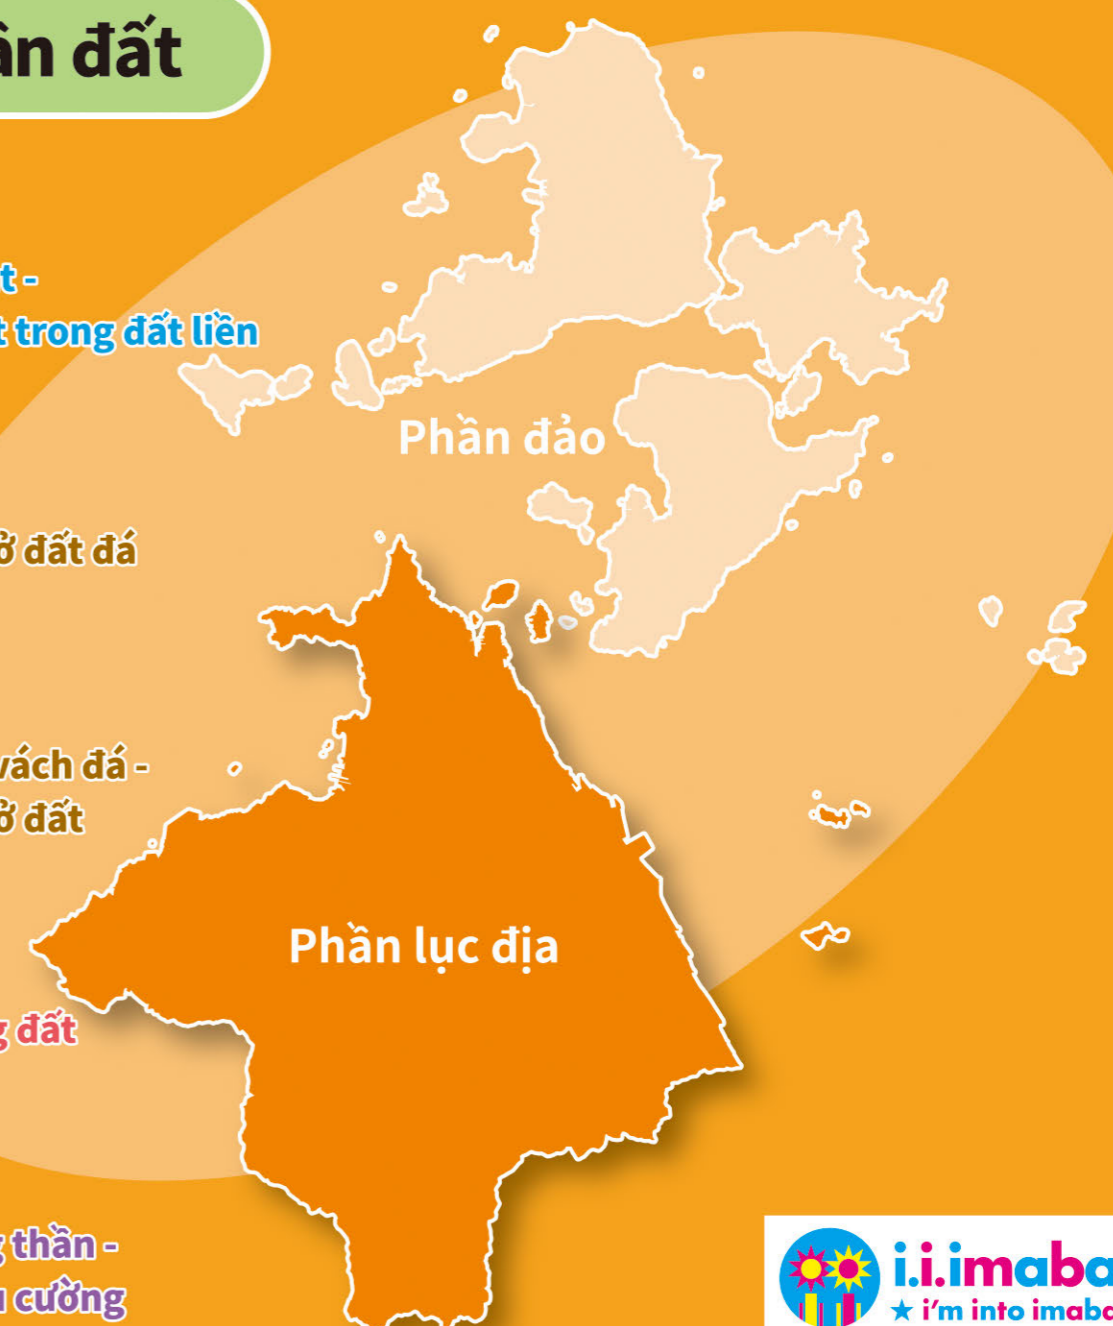 ân đất
t -
t trong đất liền
Phần đảo
ở đất đá
vách đá -
ở đất
Phần lục địa
g đất
g thần -
u cường
i.i.imaba
★ i'm into imaba